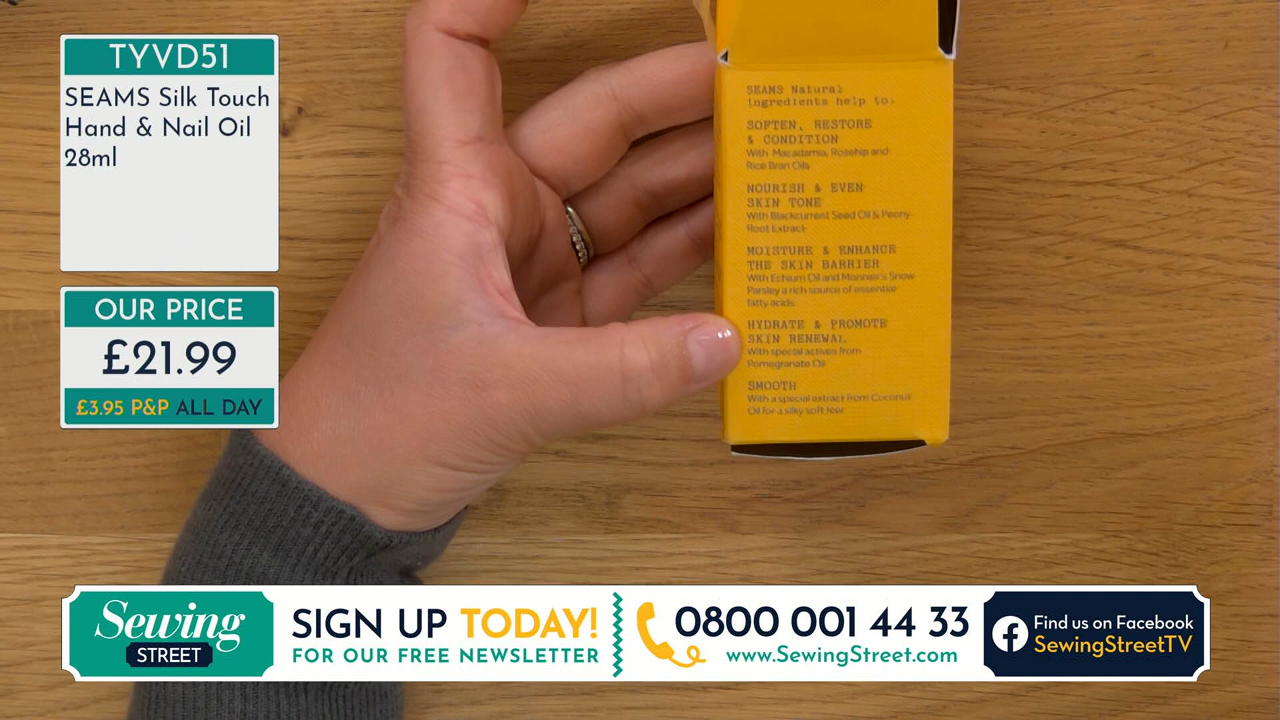 TYVD51
SEAMS Silk Touch
Hand & Nail Oil
28ml
OUR PRICE
£21.99
£3.95 P&P ALL DAY
SEAMS Natural
ingredients help to:
SOFTEN, RESTORE
& CONDITION
With Macadamia, Rosehip and
Rice Bran Oils
NOURISH & EVEN
SKIN TONE
With Blackcurrent Seed Oil & Peony
Root Extract
MOISTURE & ENHANCE
THE SKIN BARRIER
With Echium Oil and Monnier's Snow
Parsley a rich source of essential
fatty acids
HYDRATE & PROMOTE
SKIN RENEWAL
With special actives from
Pomegranate Oil
SMOOTH
With a special extract from Coconut
Oil for a silky soft feel
Sewing
STREET
SIGN UP TODAY!
FOR OUR FREE NEWSLETTER
0800 001 44 33
www.SewingStreet.com
Find us on Facebook
SewingStreetTV